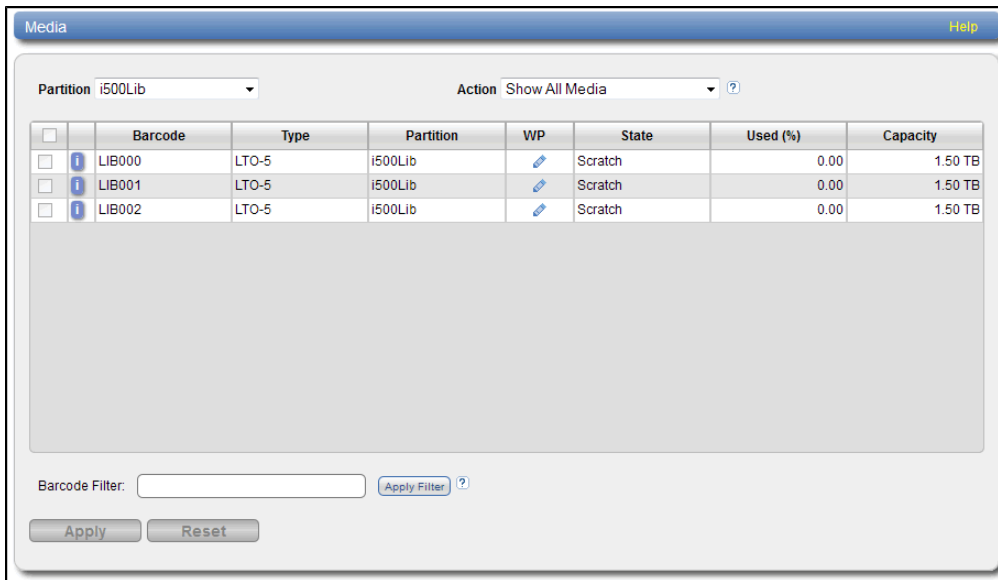 Media Help
Partition i500Lib Action Show All Media ?
i Barcode Type Partition WP State Used (%) Capacity
i LIB000 LTO-5 i500Lib Scratch 0.00 1.50 TB
i LIB001 LTO-5 i500Lib Scratch 0.00 1.50 TB
i LIB002 LTO-5 i500Lib Scratch 0.00 1.50 TB
Barcode Filter: Apply Filter ?
Apply Reset